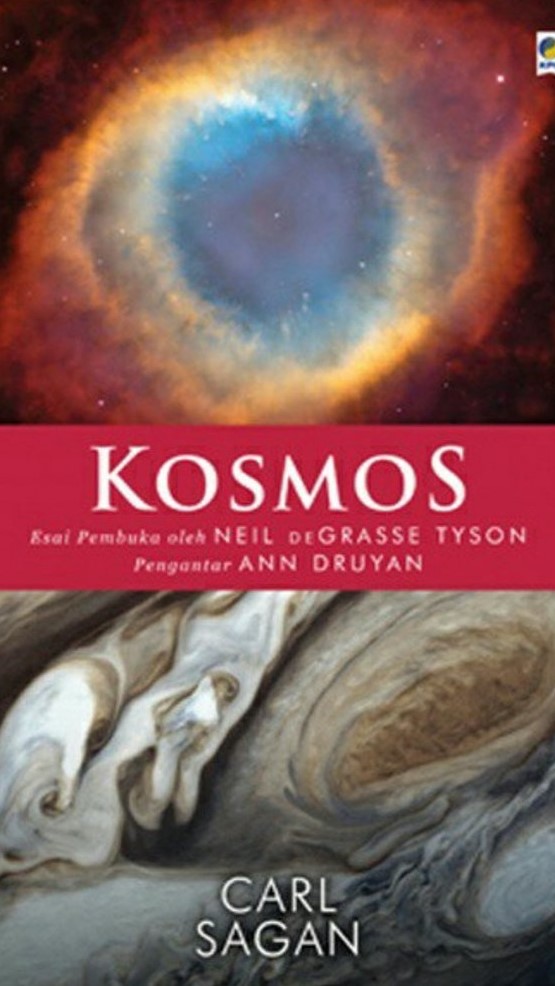 KOSMOS
Esai Pembuka oleh NEIL DEGRASSE TYSON
Pengantar ANN DRUYAN
CARL
SAGAN